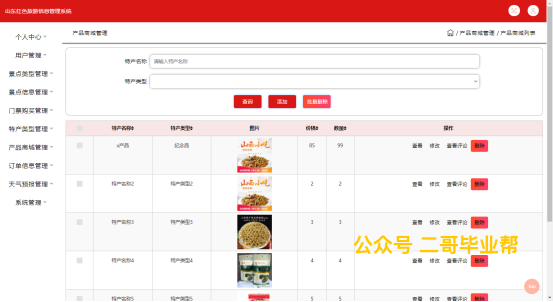 山东红色旅游信息管理系统
个人中心
用户管理
景点类型管理
景点信息管理
门票购买管理
特产类型管理
产品商城管理
订单信息管理
天气预报管理
系统管理
产品商城管理
/ 产品商城管理 / 产品商城列表
特产名称
请输入特产名称
特产类型
查询 添加 批量删除
特产名称 特产类型 图片 价格 数量 操作
x产品 纪念品 85 99 查看 修改 查看评论 删除
特产名称2 特产类型2 2 2 查看 修改 查看评论 删除
特产名称3 特产类型3 3 3 查看 修改 查看评论 删除
特产名称4 特产类型4 4 4 查看 修改 查看评论 删除
特产名称5 特产类型5 5 5 查看 修改 查看评论 删除
公众号 二哥毕业帮